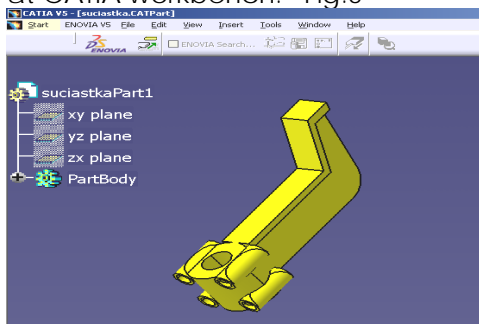 at CATIA workbench. Fig.9
CATIA V5 - [suciastka.CATPart]
Start ENOVIA V5 File Edit View Insert Tools Window Help
ENOVIA ENOVIA Search...
suciastkaPart1
xy plane
yz plane
zx plane
PartBody